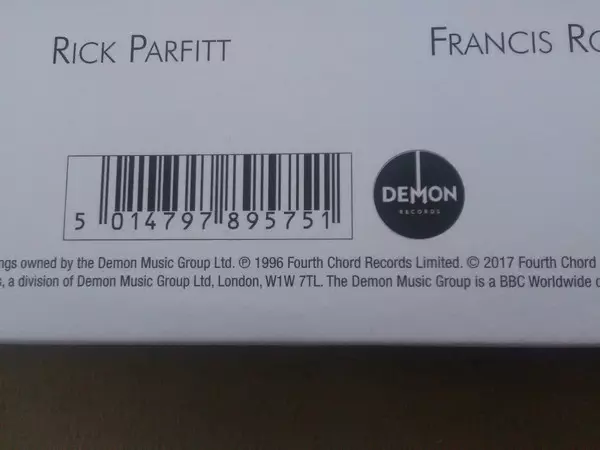 RICK PARFITT
FRANCIS
5 014797 895751
DEMON
RECORDS
owned by the Demon Music Group Ltd. ℗ 1996 Fourth Chord Records Limited. © 2017 Fourth Chord
, a division of Demon Music Group Ltd, London, W1W 7TL. The Demon Music Group is a BBC Worldwide